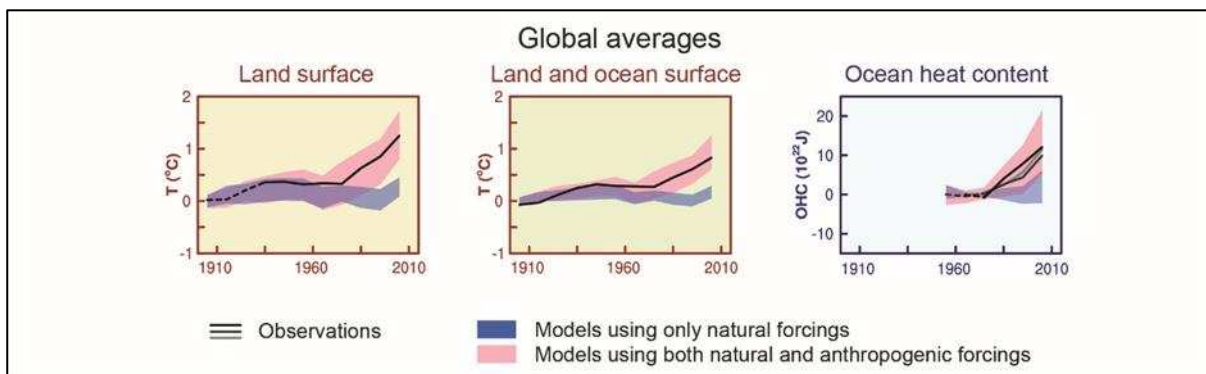 Global averages
Land surface
Land and ocean surface
Ocean heat content
2
1
0
-1
T (°C)
1910
1960
2010
2
1
0
-1
T (°C)
1910
1960
2010
20
10
0
-10
OHC (10²²J)
1910
1960
2010
Observations
Models using only natural forcings
Models using both natural and anthropogenic forcings